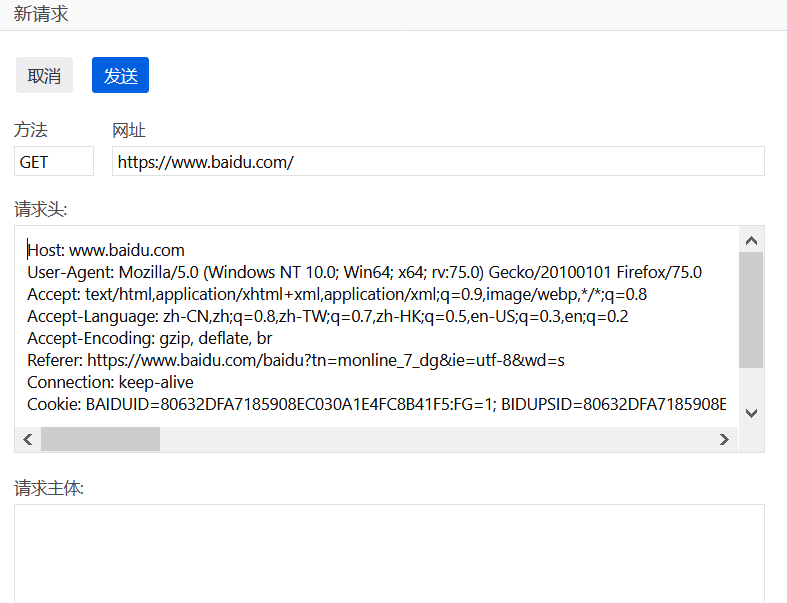 新请求
取消 发送
方法 网址
GET https://www.baidu.com/
请求头:
Host: www.baidu.com
User-Agent: Mozilla/5.0 (Windows NT 10.0; Win64; x64; rv:75.0) Gecko/20100101 Firefox/75.0
Accept: text/html,application/xhtml+xml,application/xml;q=0.9,image/webp,*/*;q=0.8
Accept-Language: zh-CN,zh;q=0.8,zh-TW;q=0.7,zh-HK;q=0.5,en-US;q=0.3,en;q=0.2
Accept-Encoding: gzip, deflate, br
Referer: https://www.baidu.com/baidu?tn=monline_7_dg&ie=utf-8&wd=s
Connection: keep-alive
Cookie: BAIDUID=80632DFA7185908EC030A1E4FC8B41F5:FG=1; BIDUPSID=80632DFA7185908E
请求主体: